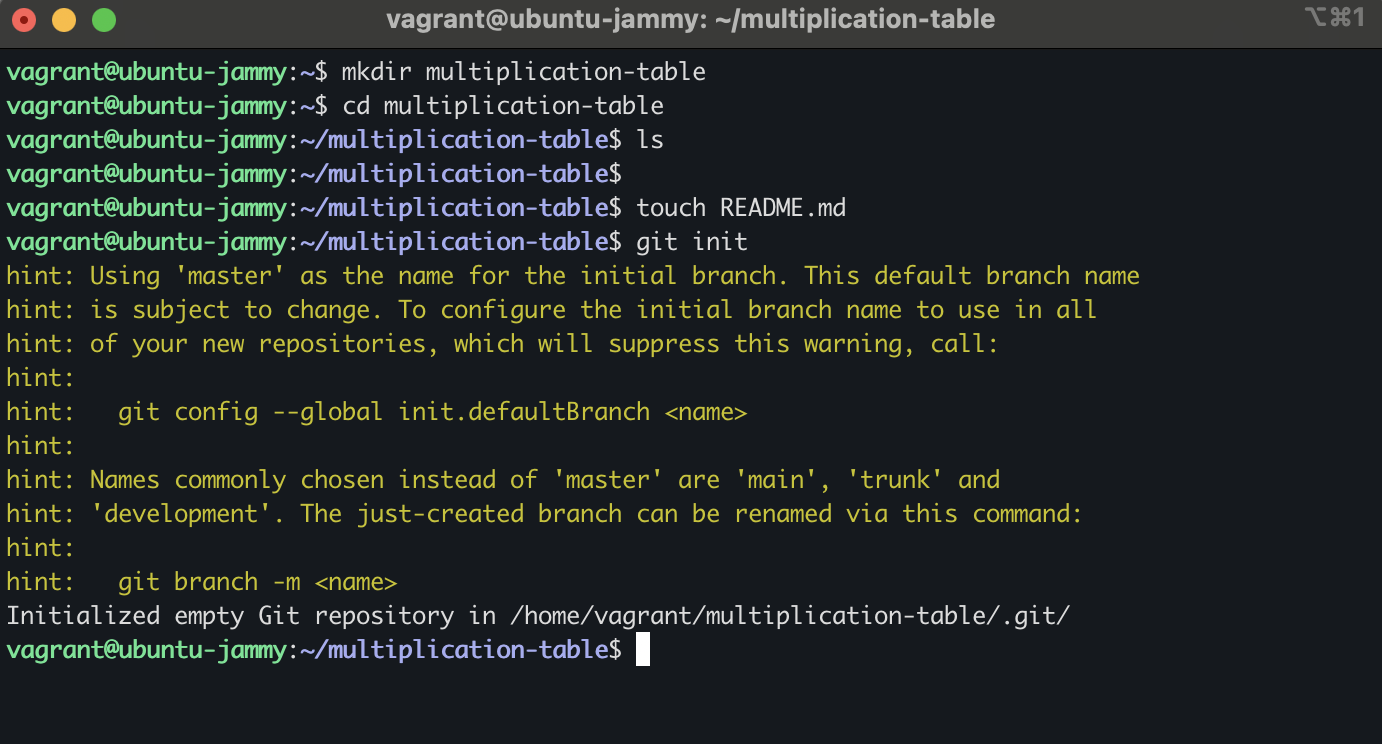 vagrant@ubuntu-jammy: ~/multiplication-table
⌥⌘1
vagrant@ubuntu-jammy:~$ mkdir multiplication-table
vagrant@ubuntu-jammy:~$ cd multiplication-table
vagrant@ubuntu-jammy:~/multiplication-table$ ls
vagrant@ubuntu-jammy:~/multiplication-table$
vagrant@ubuntu-jammy:~/multiplication-table$ touch README.md
vagrant@ubuntu-jammy:~/multiplication-table$ git init
hint: Using 'master' as the name for the initial branch. This default branch name
hint: is subject to change. To configure the initial branch name to use in all
hint: of your new repositories, which will suppress this warning, call:
hint:
hint:   git config --global init.defaultBranch <name>
hint:
hint: Names commonly chosen instead of 'master' are 'main', 'trunk' and
hint: 'development'. The just-created branch can be renamed via this command:
hint:
hint:   git branch -m <name>
Initialized empty Git repository in /home/vagrant/multiplication-table/.git/
vagrant@ubuntu-jammy:~/multiplication-table$